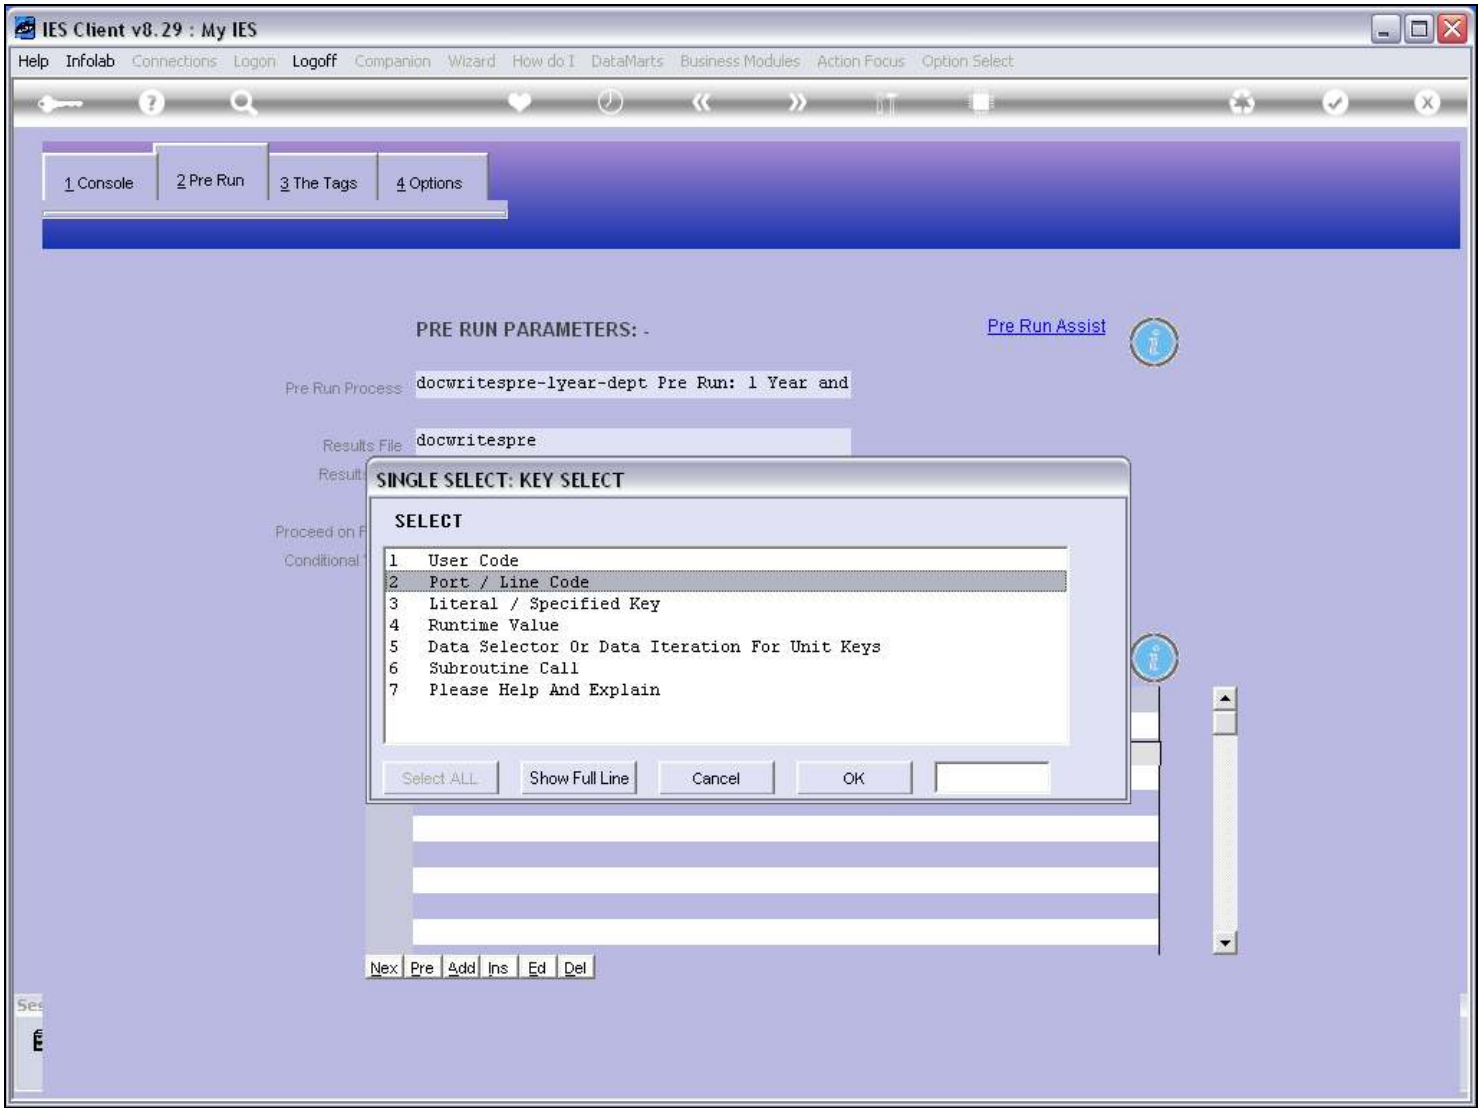 IES Client v8.29 : My IES
Help Infolab Connections Logon Logoff Companion Wizard How do I DataMarts Business Modules Action Focus Option Select
1 Console
2 Pre Run
3 The Tags
4 Options
PRE RUN PARAMETERS: -
Pre Run Assist
Pre Run Process docwritespre-1year-dept Pre Run: 1 Year and
Results File docwritespre
Results
SINGLE SELECT: KEY SELECT
SELECT
Proceed on F
Conditional
1 User Code
2 Port / Line Code
3 Literal / Specified Key
4 Runtime Value
5 Data Selector Or Data Iteration For Unit Keys
6 Subroutine Call
7 Please Help And Explain
Select ALL Show Full Line Cancel OK
Nex Pre Add Ins Ed Del
Ses